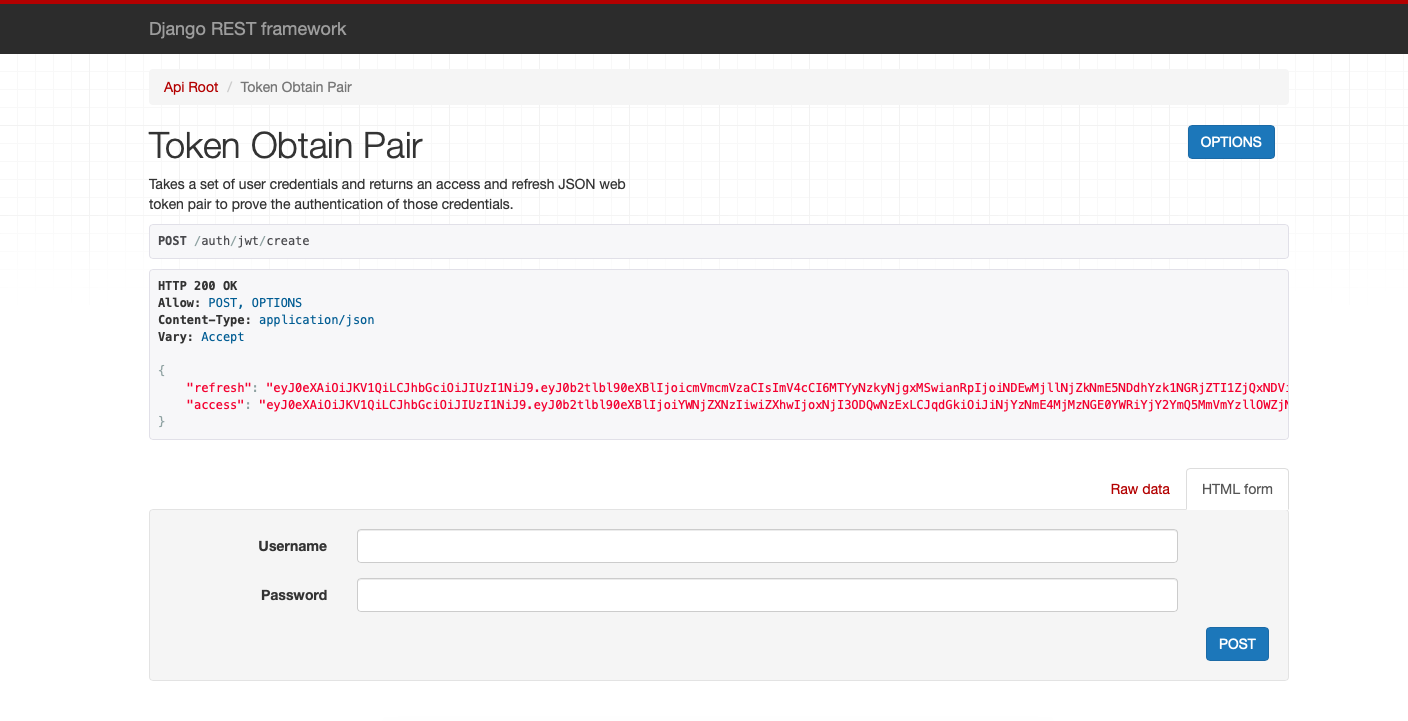 Django REST framework
Api Root / Token Obtain Pair
Token Obtain Pair
OPTIONS
Takes a set of user credentials and returns an access and refresh JSON web
token pair to prove the authentication of those credentials.
POST /auth/jwt/create
HTTP 200 OK
Allow: POST, OPTIONS
Content-Type: application/json
Vary: Accept
{
"refresh": "eyJ0eXAiOiJKV1QiLCJhbGciOiJIUzI1NiJ9.eyJ0b2tlbl90eXBlIjoicmVmcmVzaCIsImV4cCI6MTYyNzkyNjgxMSwianRpIjoiNDEwMjllNjZkNmE5NDdhYzk1NGRjZTI1ZjQxNDVi
"access": "eyJ0eXAiOiJKV1QiLCJhbGciOiJIUzI1NiJ9.eyJ0b2tlbl90eXBlIjoiYWNjZXNzIiwiZXhwIjoxNjI3ODQwNzExLCJqdGkiOiJiNjYzNmE4MjMzNGE0YWRiYjY2YmQ5MmVmYzllOWZjN
}
Raw data
HTML form
Username
Password
POST